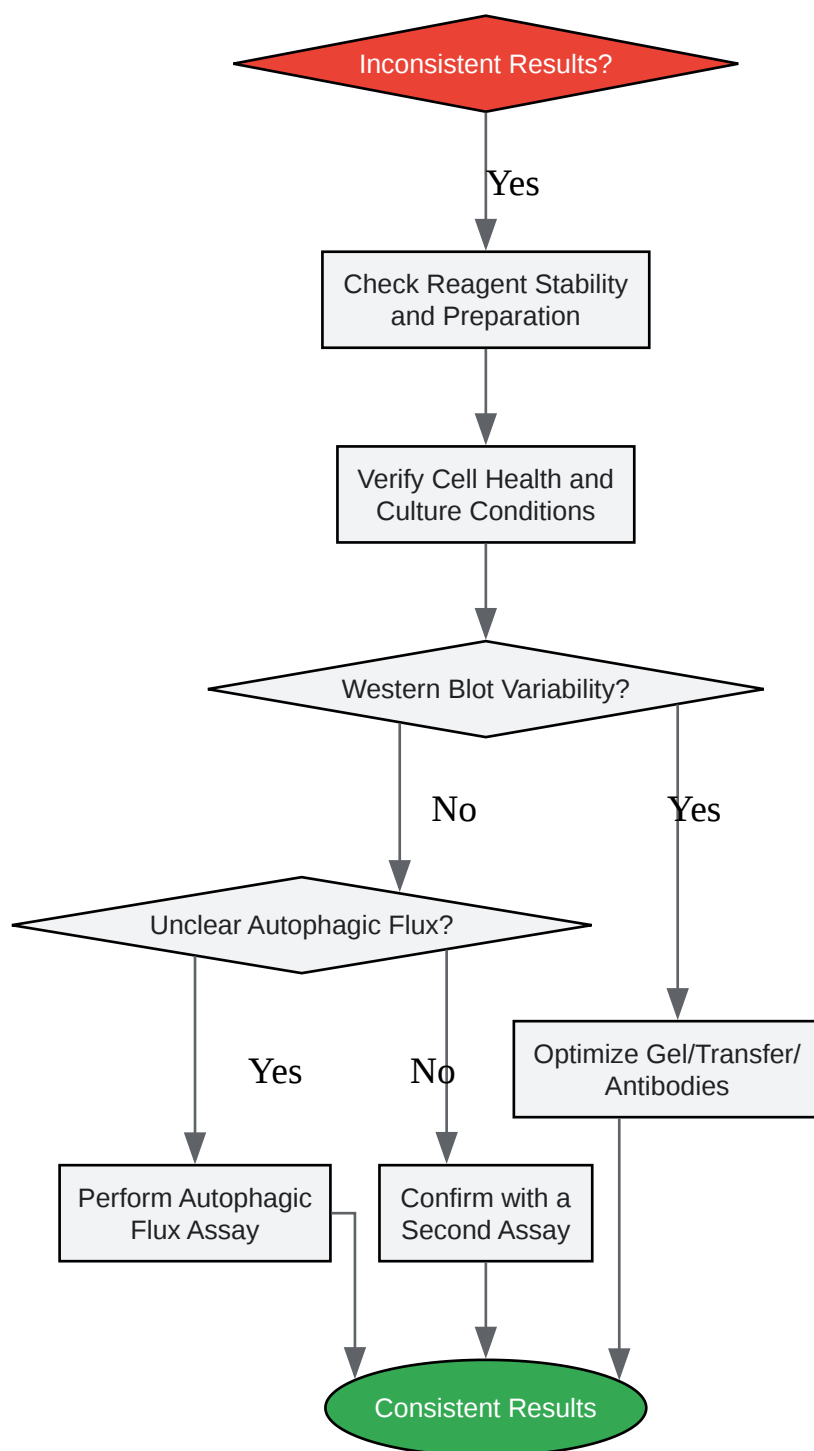 Inconsistent Results?
Yes
Check Reagent Stability
and Preparation
Verify Cell Health and
Culture Conditions
Western Blot Variability?
No
Yes
Unclear Autophagic Flux?
Optimize Gel/Transfer/
Antibodies
Yes
No
Perform Autophagic
Flux Assay
Confirm with a
Second Assay
Consistent Results